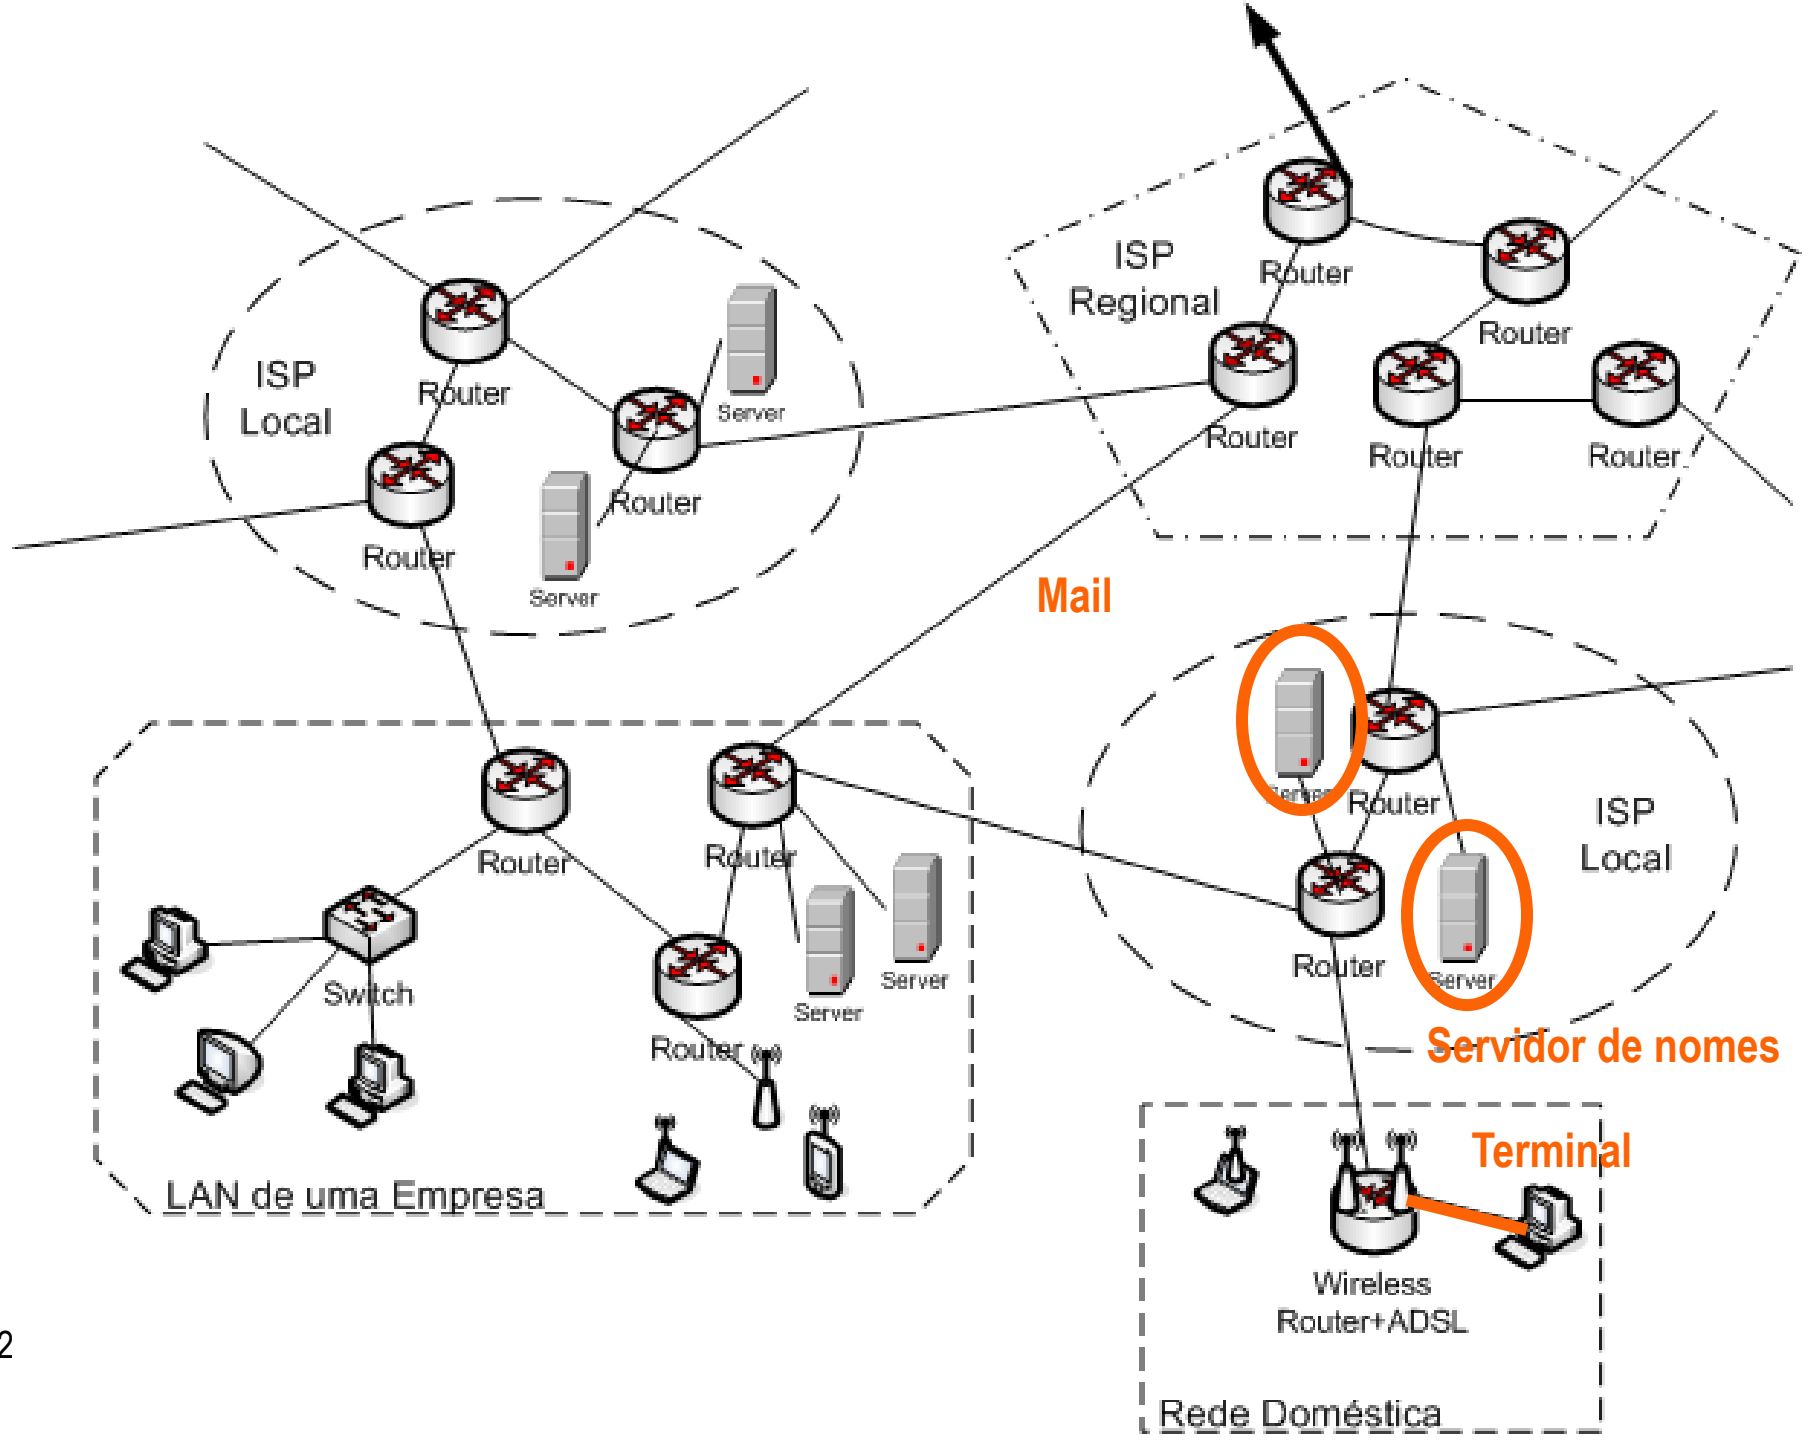 ISP
Regional
Router
Router
Router
Router
Router
ISP
Local
Router
Server
Router
Router
Server
Mail
Server
Router
ISP
Local
Router
Server
Servidor de nomes
Router
Router
Switch
Server
Server
Router
LAN de uma Empresa
Terminal
Wireless
Router+ADSL
Rede Doméstica
2